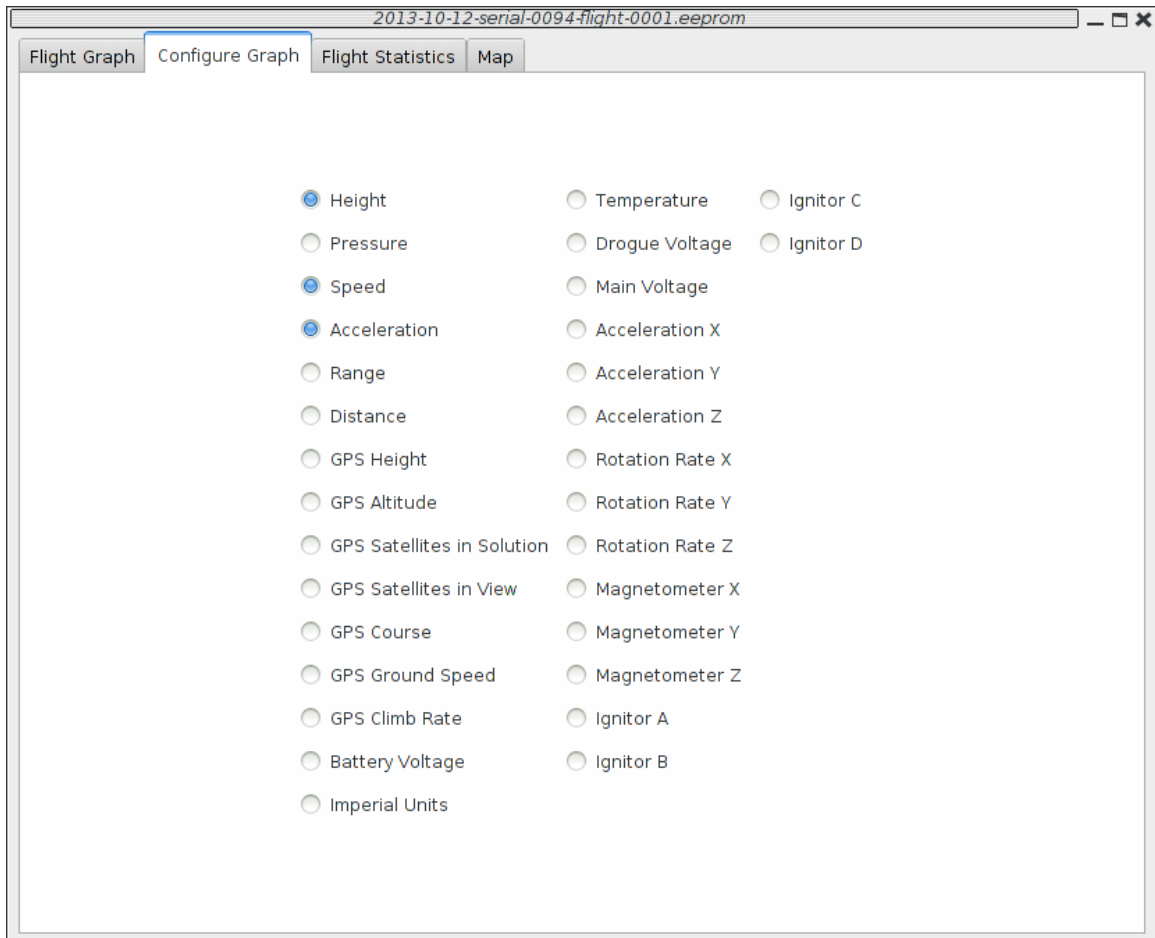 2013-10-12-serial-0094-flight-0001.eeprom
Flight Graph Configure Graph Flight Statistics Map
Height Temperature Ignitor C
Pressure Drogue Voltage Ignitor D
Speed Main Voltage
Acceleration Acceleration X
Range Acceleration Y
Distance Acceleration Z
GPS Height Rotation Rate X
GPS Altitude Rotation Rate Y
GPS Satellites in Solution Rotation Rate Z
GPS Satellites in View Magnetometer X
GPS Course Magnetometer Y
GPS Ground Speed Magnetometer Z
GPS Climb Rate Ignitor A
Battery Voltage Ignitor B
Imperial Units